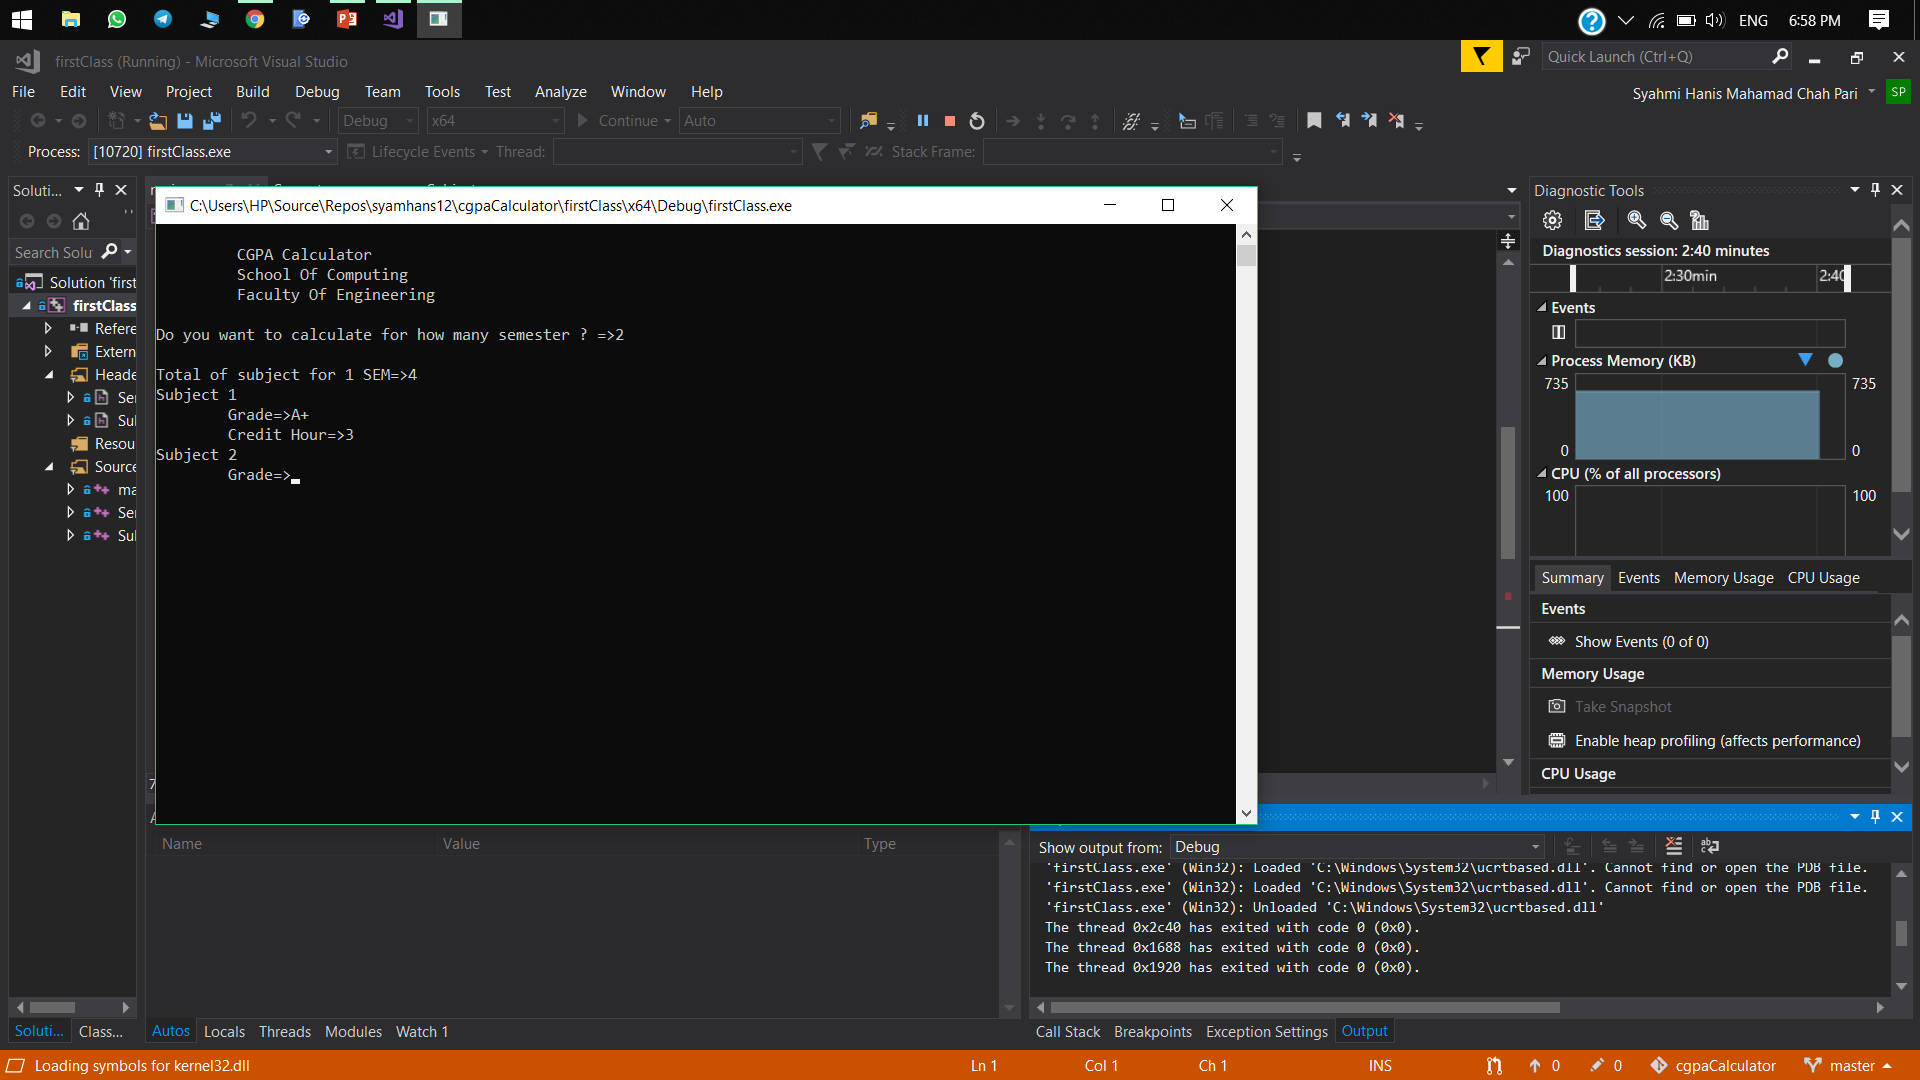 ENG 6:58 PM
firstClass (Running) - Microsoft Visual Studio
Quick Launch (Ctrl+Q)
File Edit View Project Build Debug Team Tools Test Analyze Window Help
Syahmi Hanis Mahamad Chah Pari SP
Debug x64 Continue Auto
Process: [10720] firstClass.exe Lifecycle Events Thread: Stack Frame:
Soluti...
Search Solu
Solution 'first
firstClass
Refere
Extern
Heade
Se
Sul
Resou
Source
ma
Se
Sul
C:\Users\HP\Source\Repos\syamhans12\cgpaCalculator\firstClass\x64\Debug\firstClass.exe
CGPA Calculator
School Of Computing
Faculty Of Engineering
Do you want to calculate for how many semester ? =>2
Total of subject for 1 SEM=>4
Subject 1
Grade=>A+
Credit Hour=>3
Subject 2
Grade=>
Diagnostic Tools
Diagnostics session: 2:40 minutes
2:30min 2:40
Events
Process Memory (KB)
735 735
0 0
CPU (% of all processors)
100 100
Summary Events Memory Usage CPU Usage
Events
Show Events (0 of 0)
Memory Usage
Take Snapshot
Enable heap profiling (affects performance)
CPU Usage
Name Value Type
Show output from: Debug
'firstClass.exe' (Win32): Loaded 'C:\Windows\System32\ucrtbased.dll'. Cannot find or open the PDB file.
'firstClass.exe' (Win32): Loaded 'C:\Windows\System32\ucrtbased.dll'. Cannot find or open the PDB file.
'firstClass.exe' (Win32): Unloaded 'C:\Windows\System32\ucrtbased.dll'
The thread 0x2c40 has exited with code 0 (0x0).
The thread 0x1688 has exited with code 0 (0x0).
The thread 0x1920 has exited with code 0 (0x0).
Soluti... Class...
Autos Locals Threads Modules Watch 1
Call Stack Breakpoints Exception Settings Output
Loading symbols for kernel32.dll Ln 1 Col 1 Ch 1 INS 0 0 cgpaCalculator master